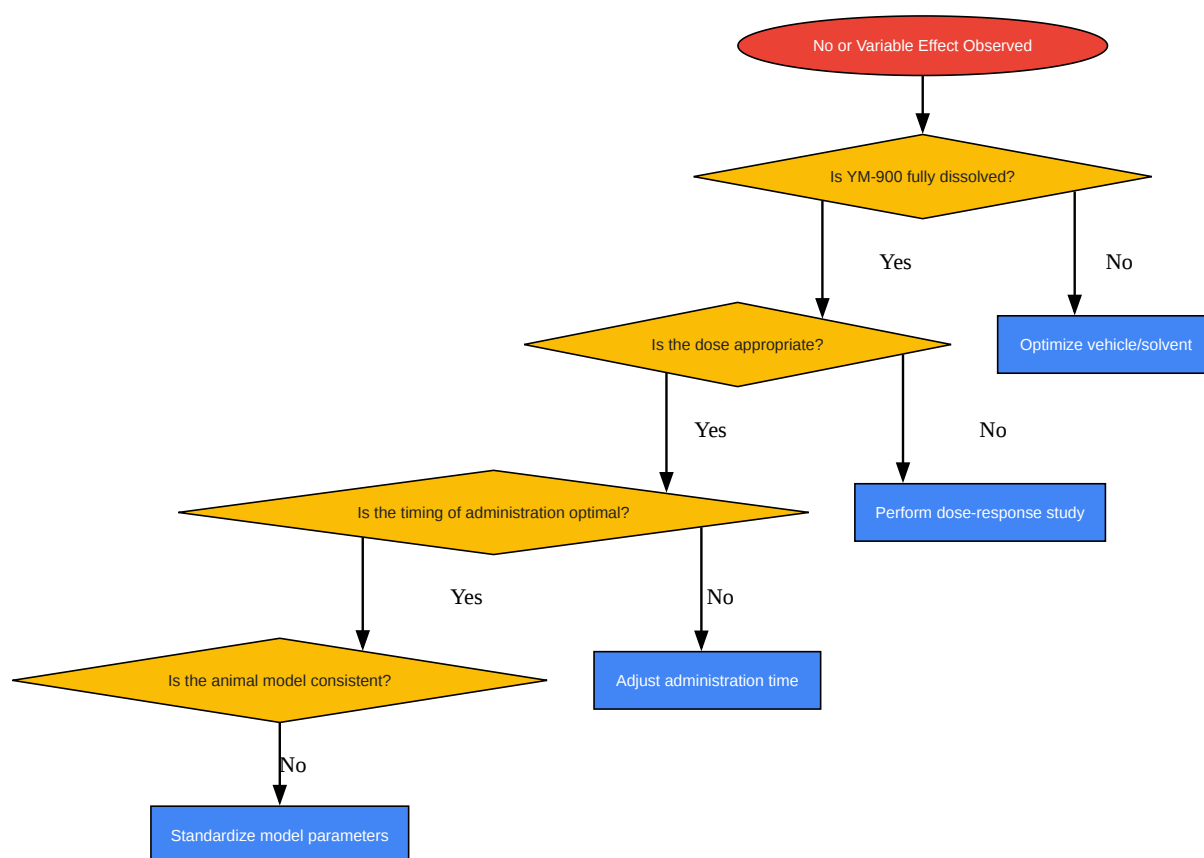 No or Variable Effect Observed
Is YM-900 fully dissolved?
Yes
No
Is the dose appropriate?
Optimize vehicle/solvent
Yes
No
Is the timing of administration optimal?
Perform dose-response study
Yes
No
Is the animal model consistent?
Adjust administration time
No
Standardize model parameters